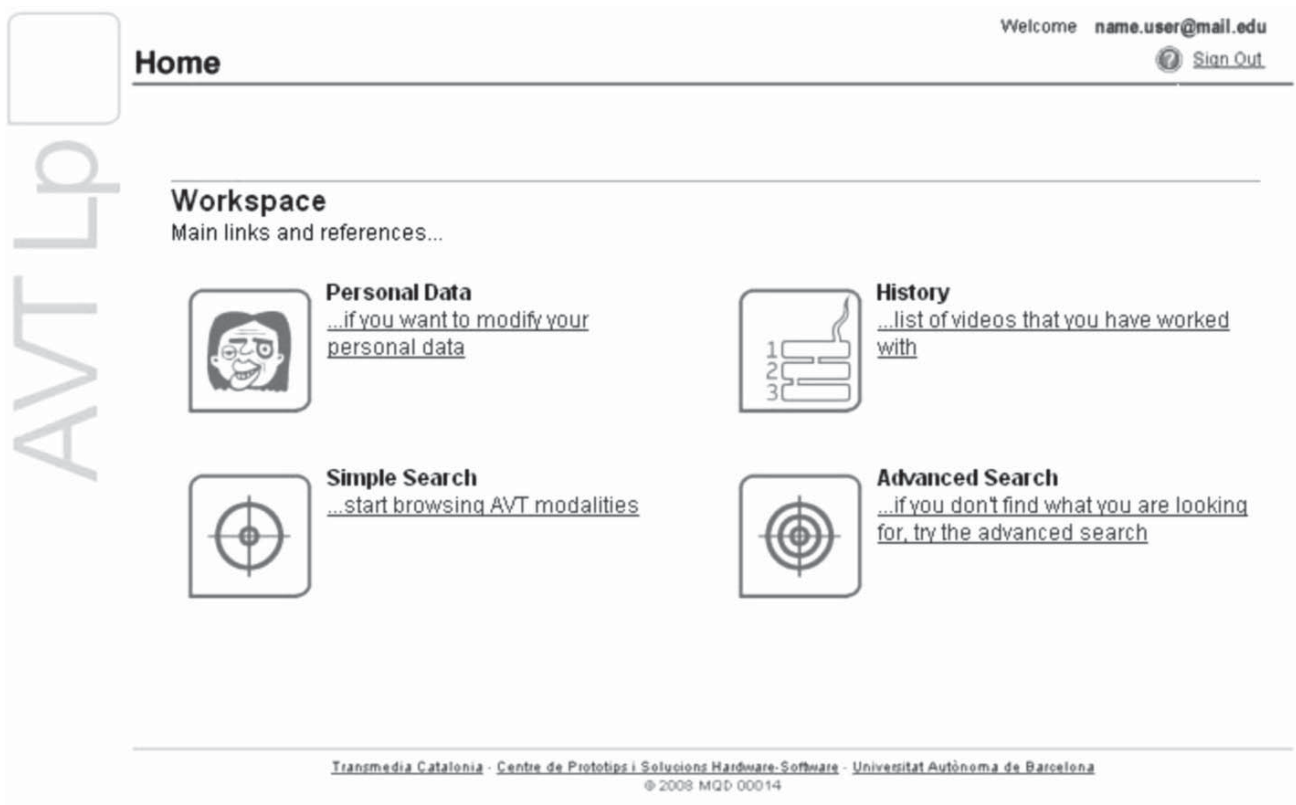 Welcome name.user@mail.edu
Home
? Sign Out
AVT Lp
Workspace
Main links and references...
Personal Data
...if you want to modify your
personal data
History
...list of videos that you have worked
with
1
2
3
Simple Search
...start browsing AVT modalities
Advanced Search
...if you don't find what you are looking
for, try the advanced search
Transmedia Catalonia - Centre de Prototips i Solucions Hardware-Software - Universitat Autònoma de Barcelona
© 2008 MQD 00014